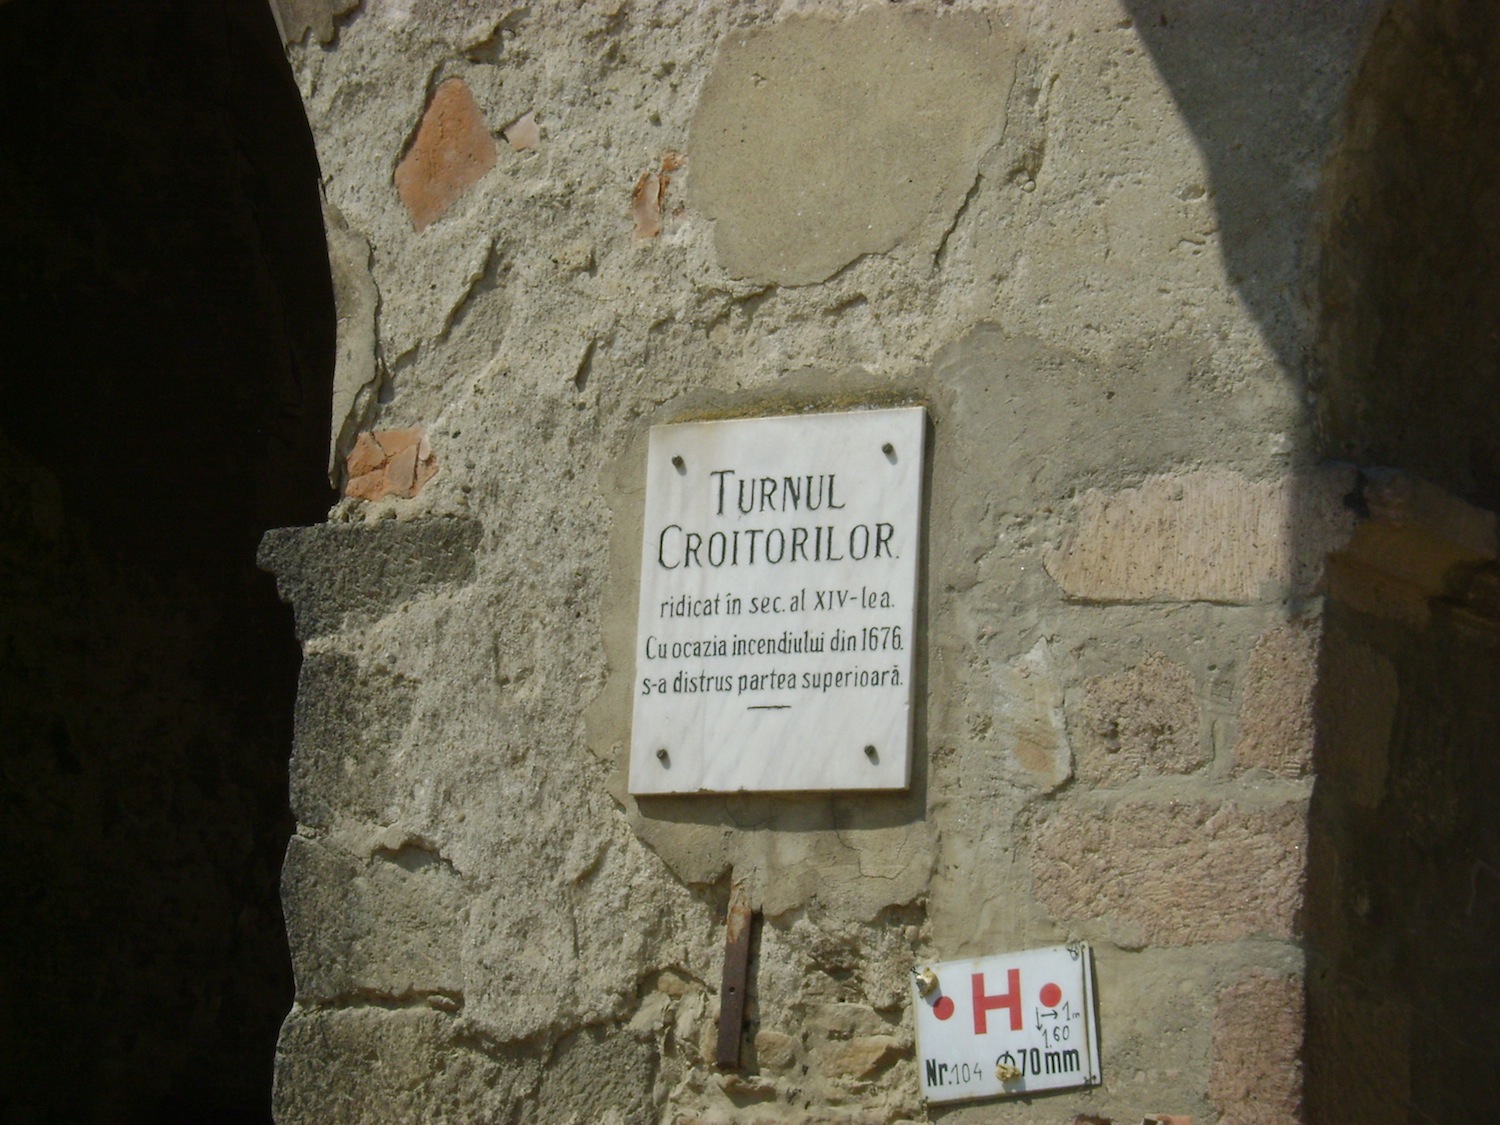 TURNUL
CROITORILOR.
ridicat în sec. al XIV-lea.
Cu ocazia incendiului din 1676.
s-a distrus partea superioară.
H
1m
1.60
Nr. 104 Φ70mm